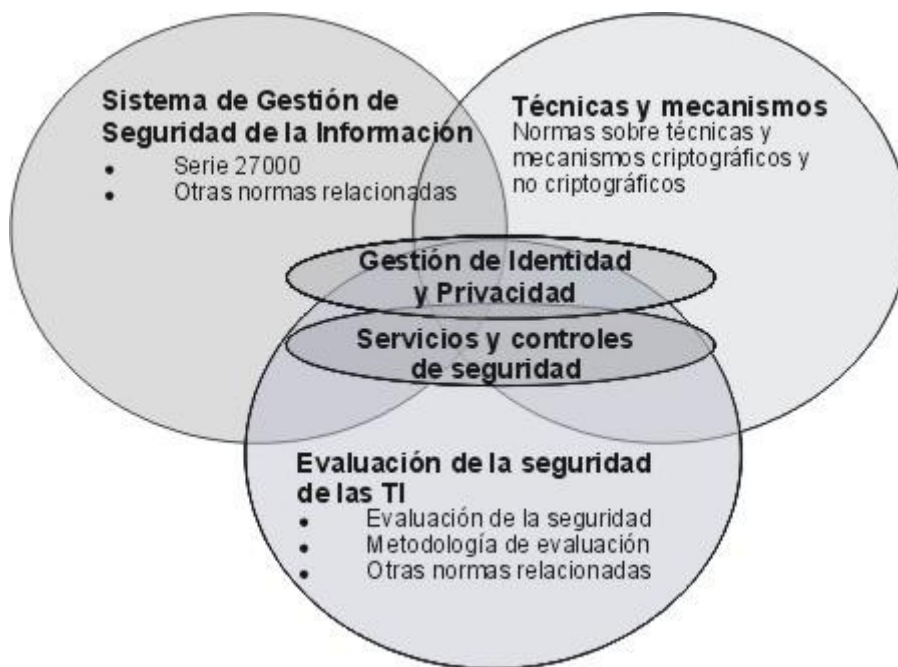 Sistema de Gestión de
Seguridad de la Información
• Serie 27000
• Otras normas relacionadas
Técnicas y mecanismos
Normas sobre técnicas y
mecanismos criptográficos y
no criptográficos
Gestión de Identidad
y Privacidad
Servicios y controles
de seguridad
Evaluación de la seguridad
de las TI
• Evaluación de la seguridad
• Metodología de evaluación
• Otras normas relacionadas